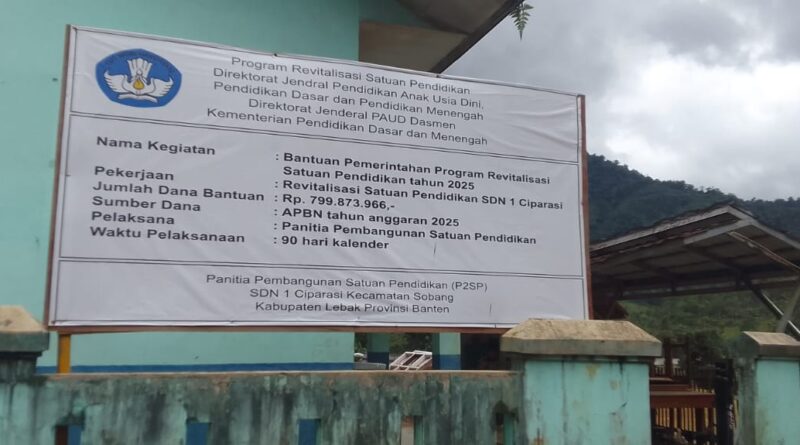 Program Revitalisasi Satuan Pendidikan
Direktorat Jendral Pendidikan Anak Usia Dini,
Pendidikan Dasar dan Pendidikan Menengah
Direktorat Jenderal PAUD Dasmen
Kementerian Pendidikan Dasar dan Menengah
Nama Kegiatan : Bantuan Pemerintahan Program Revitalisasi
Satuan Pendidikan tahun 2025
Pekerjaan : Revitalisasi Satuan Pendidikan SDN 1 Ciparasi
Jumlah Dana Bantuan : Rp. 799.873.966,-
Sumber Dana : APBN tahun anggaran 2025
Pelaksana : Panitia Pembangunan Satuan Pendidikan
Waktu Pelaksanaan : 90 hari kalender
Panitia Pembangunan Satuan Pendidikan (P2SP)
SDN 1 Ciparasi Kecamatan Sobang
Kabupaten Lebak Provinsi Banten